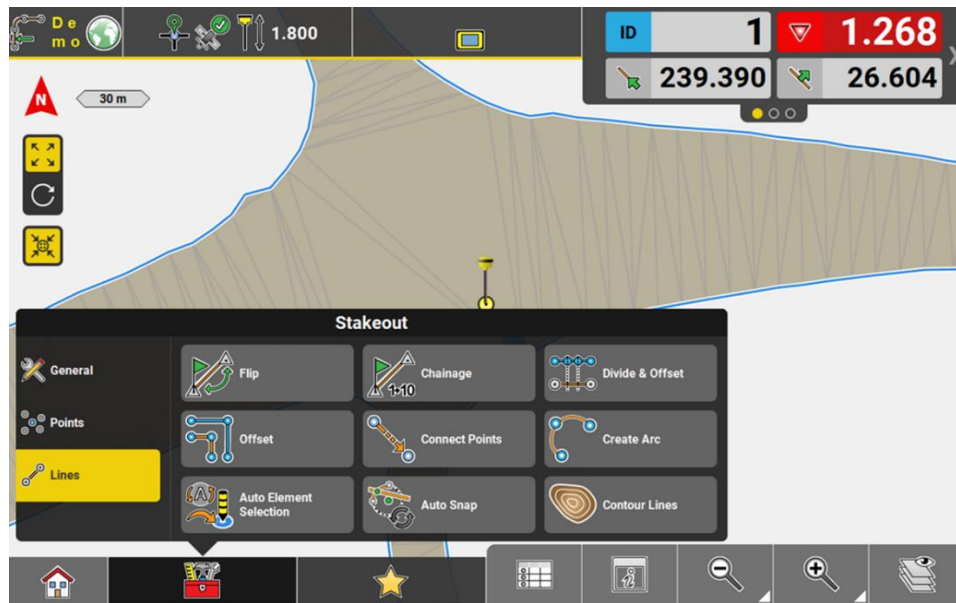 De
mo
1.800
ID 1 1.268
239.390 26.604
N
30 m
Stakeout
General
Flip
Chainage
1+10
Divide & Offset
Points
Offset
Connect Points
Create Arc
Lines
A
Auto Element
Selection
Auto Snap
Contour Lines